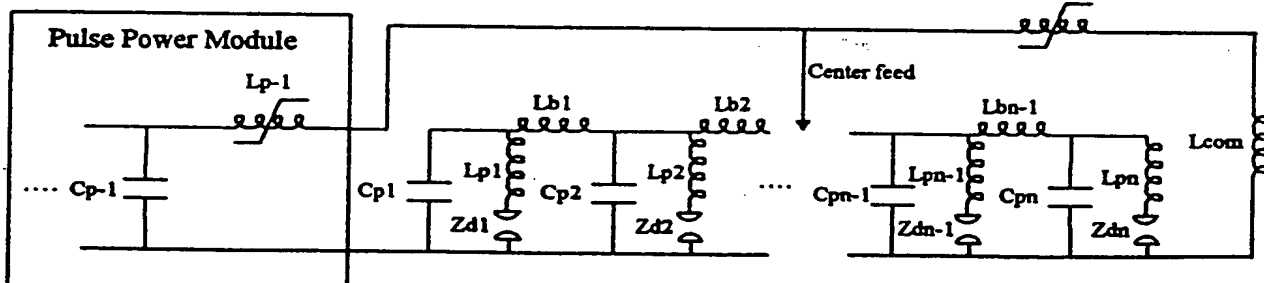 Pulse Power Module
Lp-1
Center feed
Lb1
Lb2
Lbn-1
Lcom
Cp-1
Cp1
Lp1
Cp2
Lp2
Cpn-1
Lpn-1
Cpn
Lpn
Zd1
Zd2
Zdn-1
Zdn